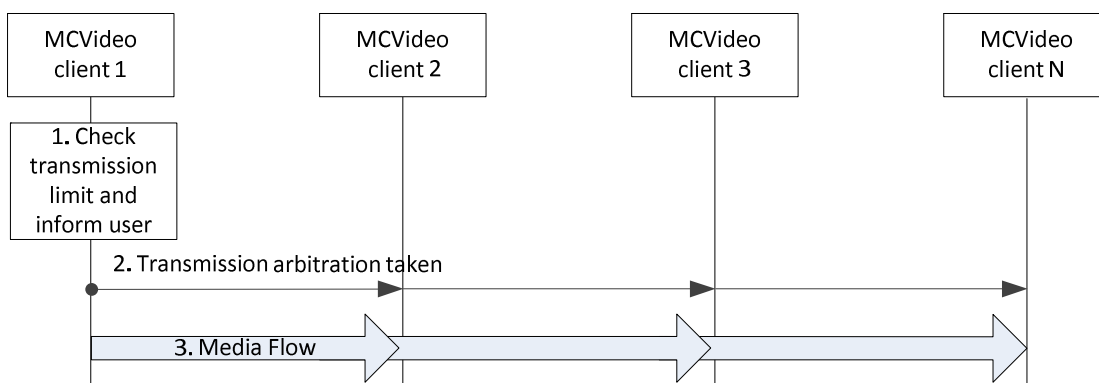 MCVideo
client 1
MCVideo
client 2
MCVideo
client 3
MCVideo
client N
1. Check
transmission
limit and
inform user
2. Transmission arbitration taken
3. Media Flow